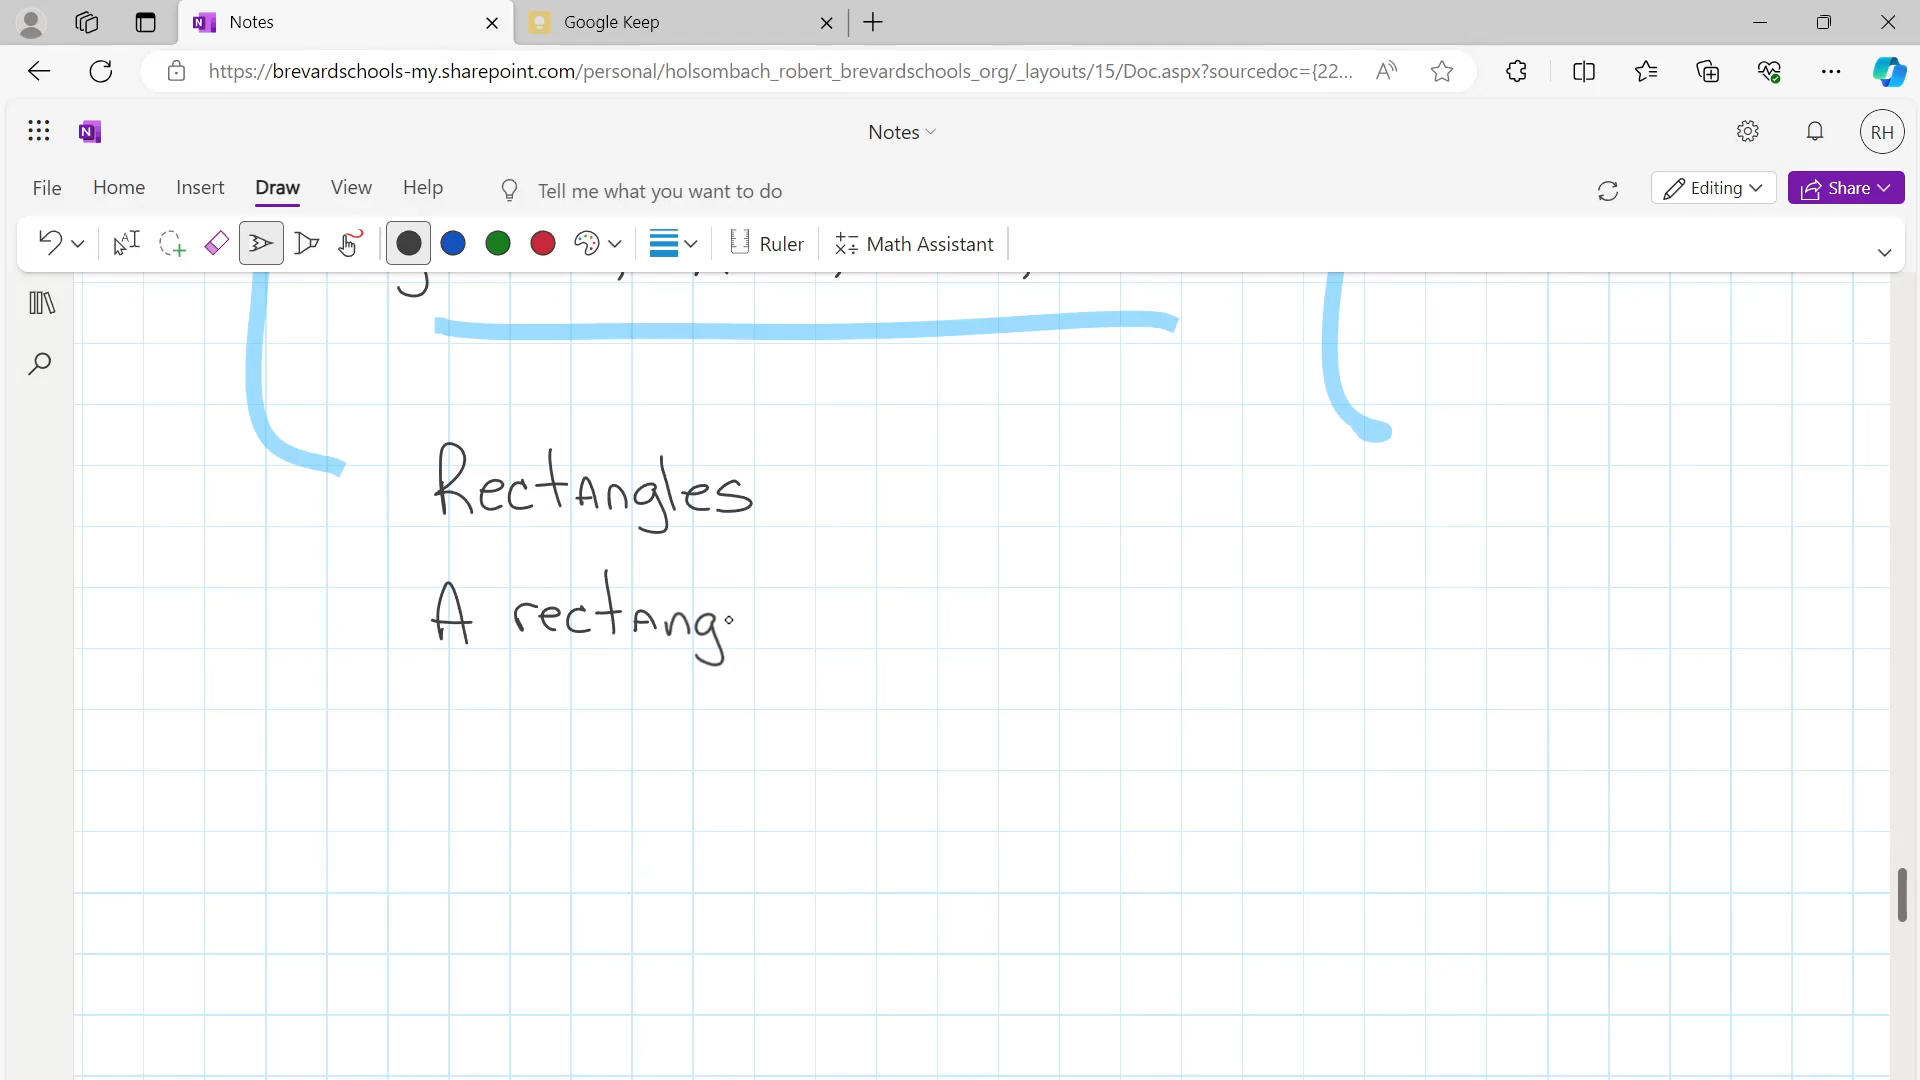 Notes
Google Keep
https://brevardschools-my.sharepoint.com/personal/holsombach_robert_brevardschools_org/_layouts/15/Doc.aspx?sourcedoc={22...
Notes
RH
File Home Insert Draw View Help Tell me what you want to do Editing Share
Ruler Math Assistant
Rectangles
A rectang